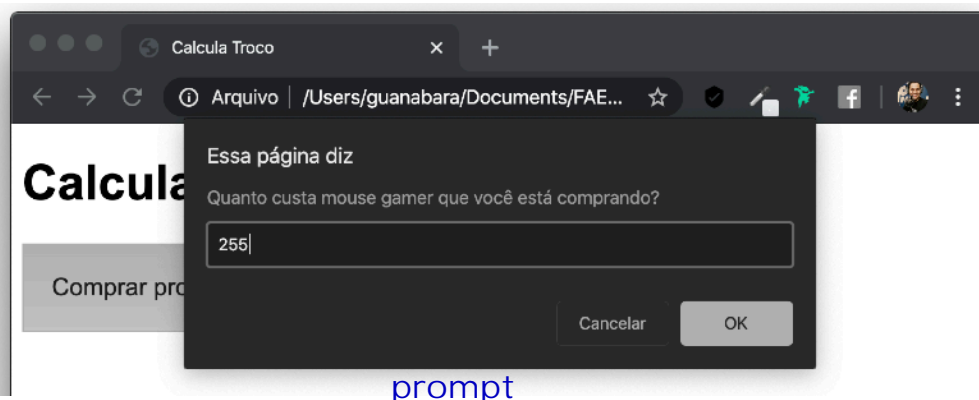 Calcula Troco
Arquivo | /Users/guanabara/Documents/FAE...
Essa página diz
Calcula
Quanto custa mouse gamer que você está comprando?
255
Comprar pro
Cancelar
OK
prompt